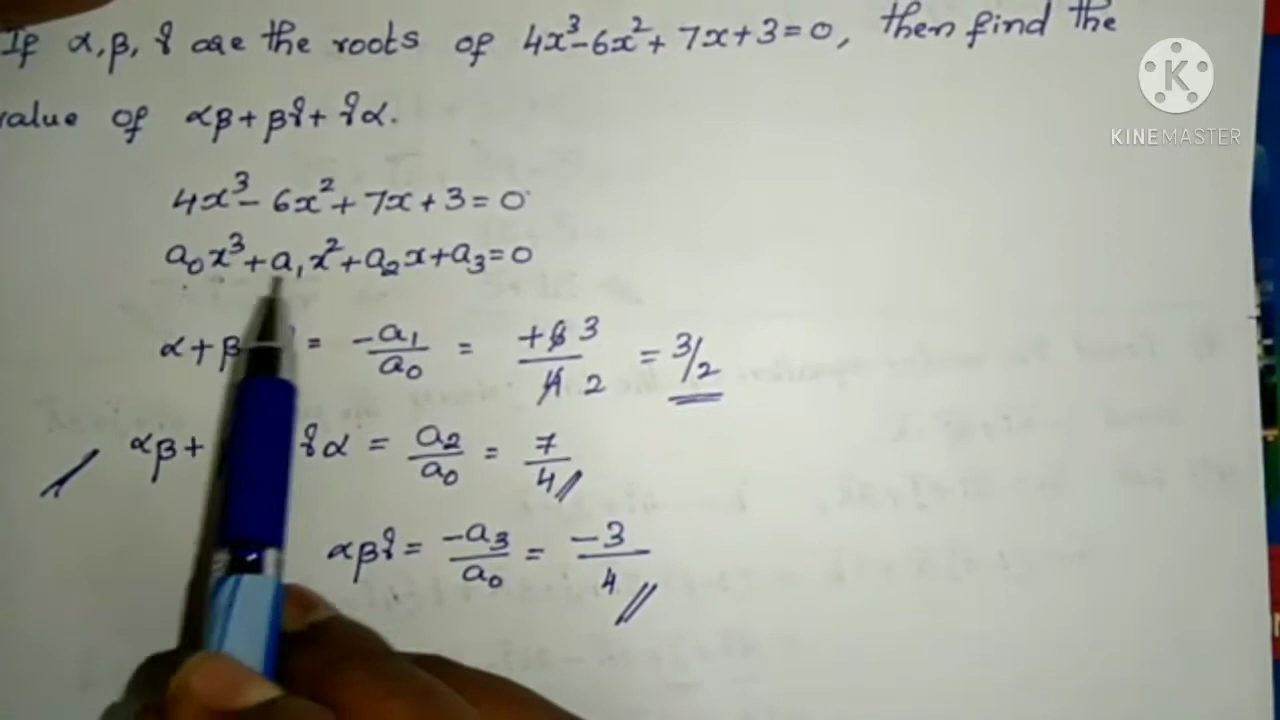 If α, β, γ are the roots of 4x³-6x²+7x+3=0, then find the
value of αβ+βγ+γα.
4x³-6x²+7x+3=0
a₀x³+a₁x²+a₂x+a₃=0
α+β = -a₁/a₀ = +6 3/4 2 = 3/2
αβ+ γα = a₂/a₀ = 7/4
αβγ = -a₃/a₀ = -3/4
K
KINEMASTER